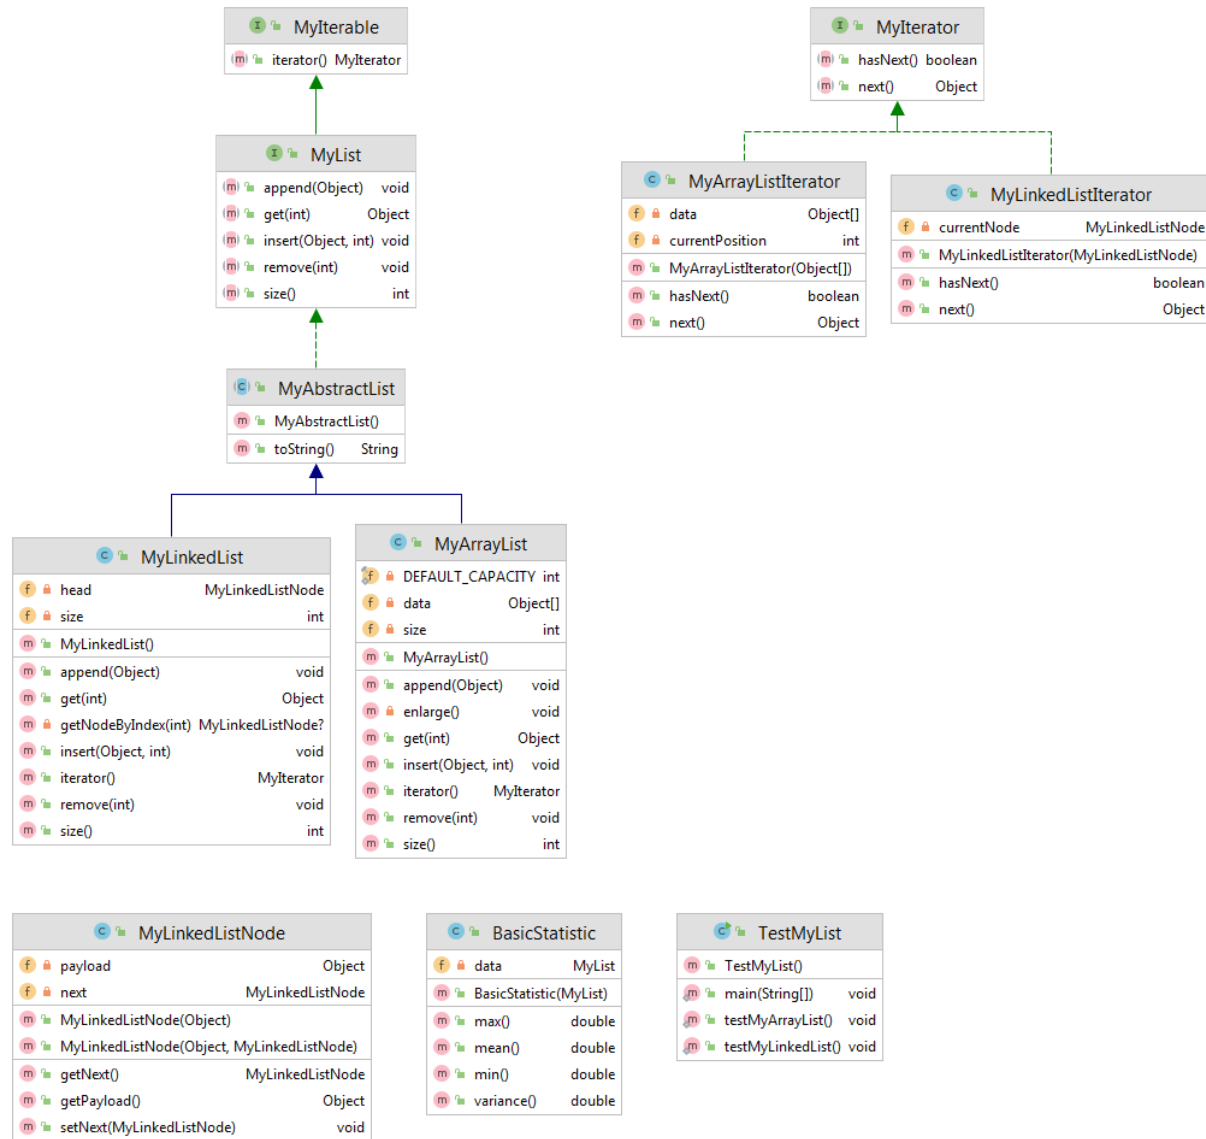 MyIterable
iterator() MyIterator
MyIterator
hasNext() boolean
next() Object
MyList
append(Object) void
get(int) Object
insert(Object, int) void
remove(int) void
size() int
MyArrayListIterator
data Object[]
currentPosition int
MyArrayListIterator(Object[])
hasNext() boolean
next() Object
MyLinkedListIterator
currentNode MyLinkedListNode
MyLinkedListIterator(MyLinkedListNode)
hasNext() boolean
next() Object
MyAbstractList
MyAbstractList()
toString() String
MyLinkedList
head MyLinkedListNode
size int
MyLinkedList()
append(Object) void
get(int) Object
getNodeByIndex(int) MyLinkedListNode?
insert(Object, int) void
iterator() MyIterator
remove(int) void
size() int
MyArrayList
DEFAULT_CAPACITY int
data Object[]
size int
MyArrayList()
append(Object) void
enlarge() void
get(int) Object
insert(Object, int) void
iterator() MyIterator
remove(int) void
size() int
MyLinkedListNode
payload Object
next MyLinkedListNode
MyLinkedListNode(Object)
MyLinkedListNode(Object, MyLinkedListNode)
getNext() MyLinkedListNode
getPayload() Object
setNext(MyLinkedListNode) void
BasicStatistic
data MyList
BasicStatistic(MyList)
max() double
mean() double
min() double
variance() double
TestMyList
TestMyList()
main(String[]) void
testMyArrayList() void
testMyLinkedList() void